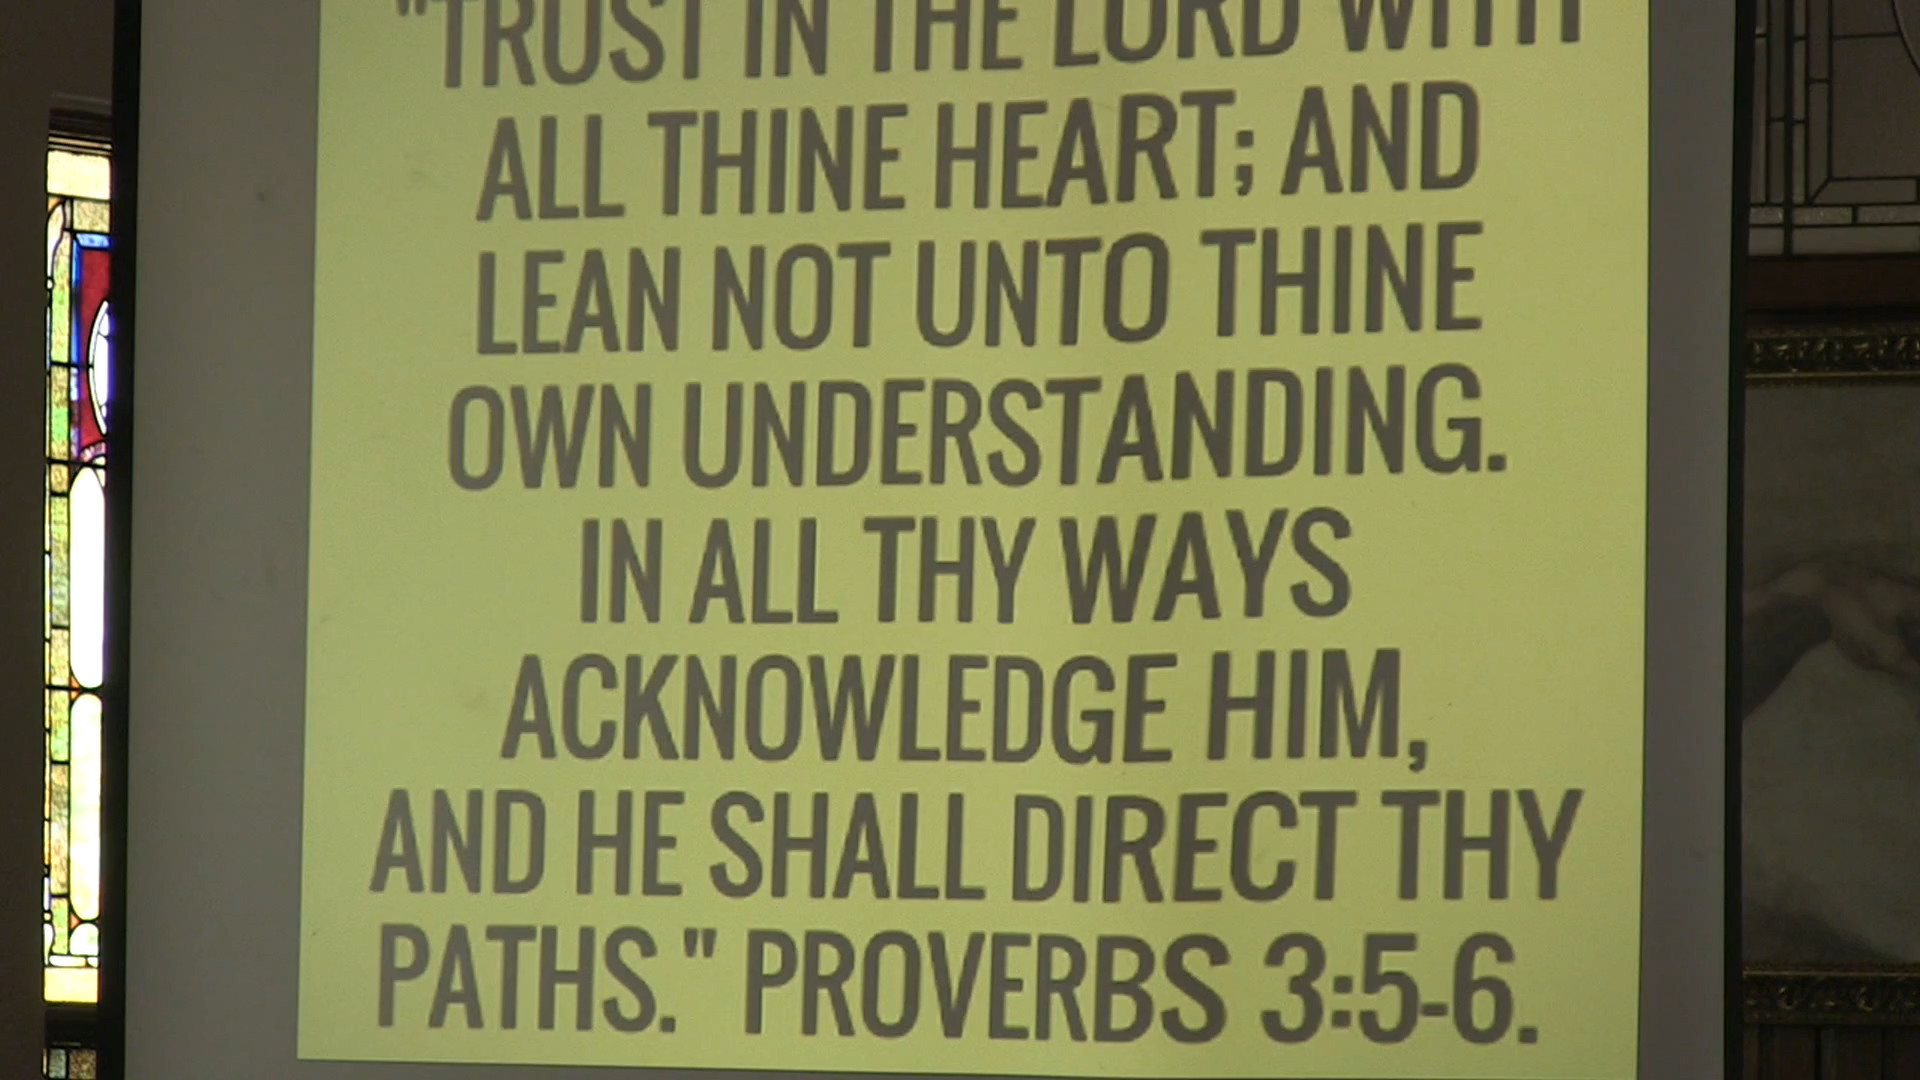 "TRUST IN THE LORD WITH
ALL THINE HEART; AND
LEAN NOT UNTO THINE
OWN UNDERSTANDING.
IN ALL THY WAYS
ACKNOWLEDGE HIM,
AND HE SHALL DIRECT THY
PATHS." PROVERBS 3:5-6.